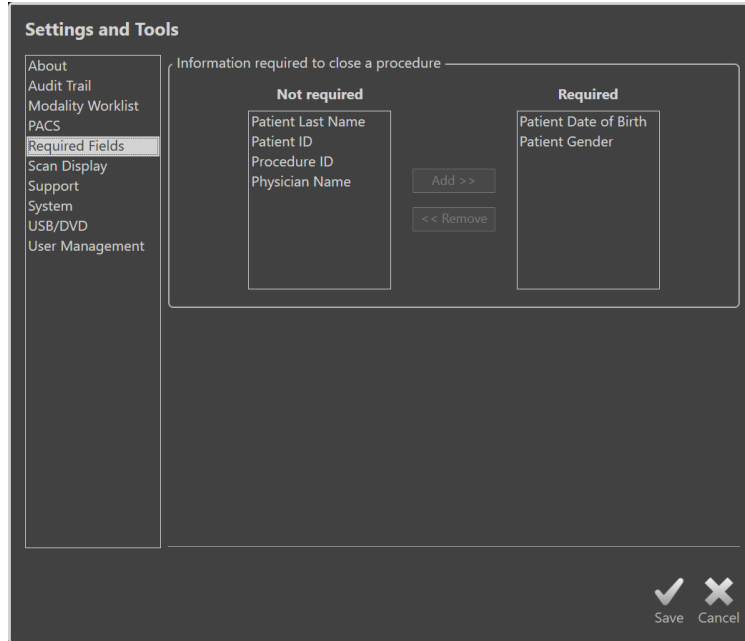 Settings and Tools
About
Audit Trail
Modality Worklist
PACS
Required Fields
Scan Display
Support
System
USB/DVD
User Management
Information required to close a procedure
Not required
Patient Last Name
Patient ID
Procedure ID
Physician Name
Add >>
<< Remove
Required
Patient Date of Birth
Patient Gender
Save
Cancel